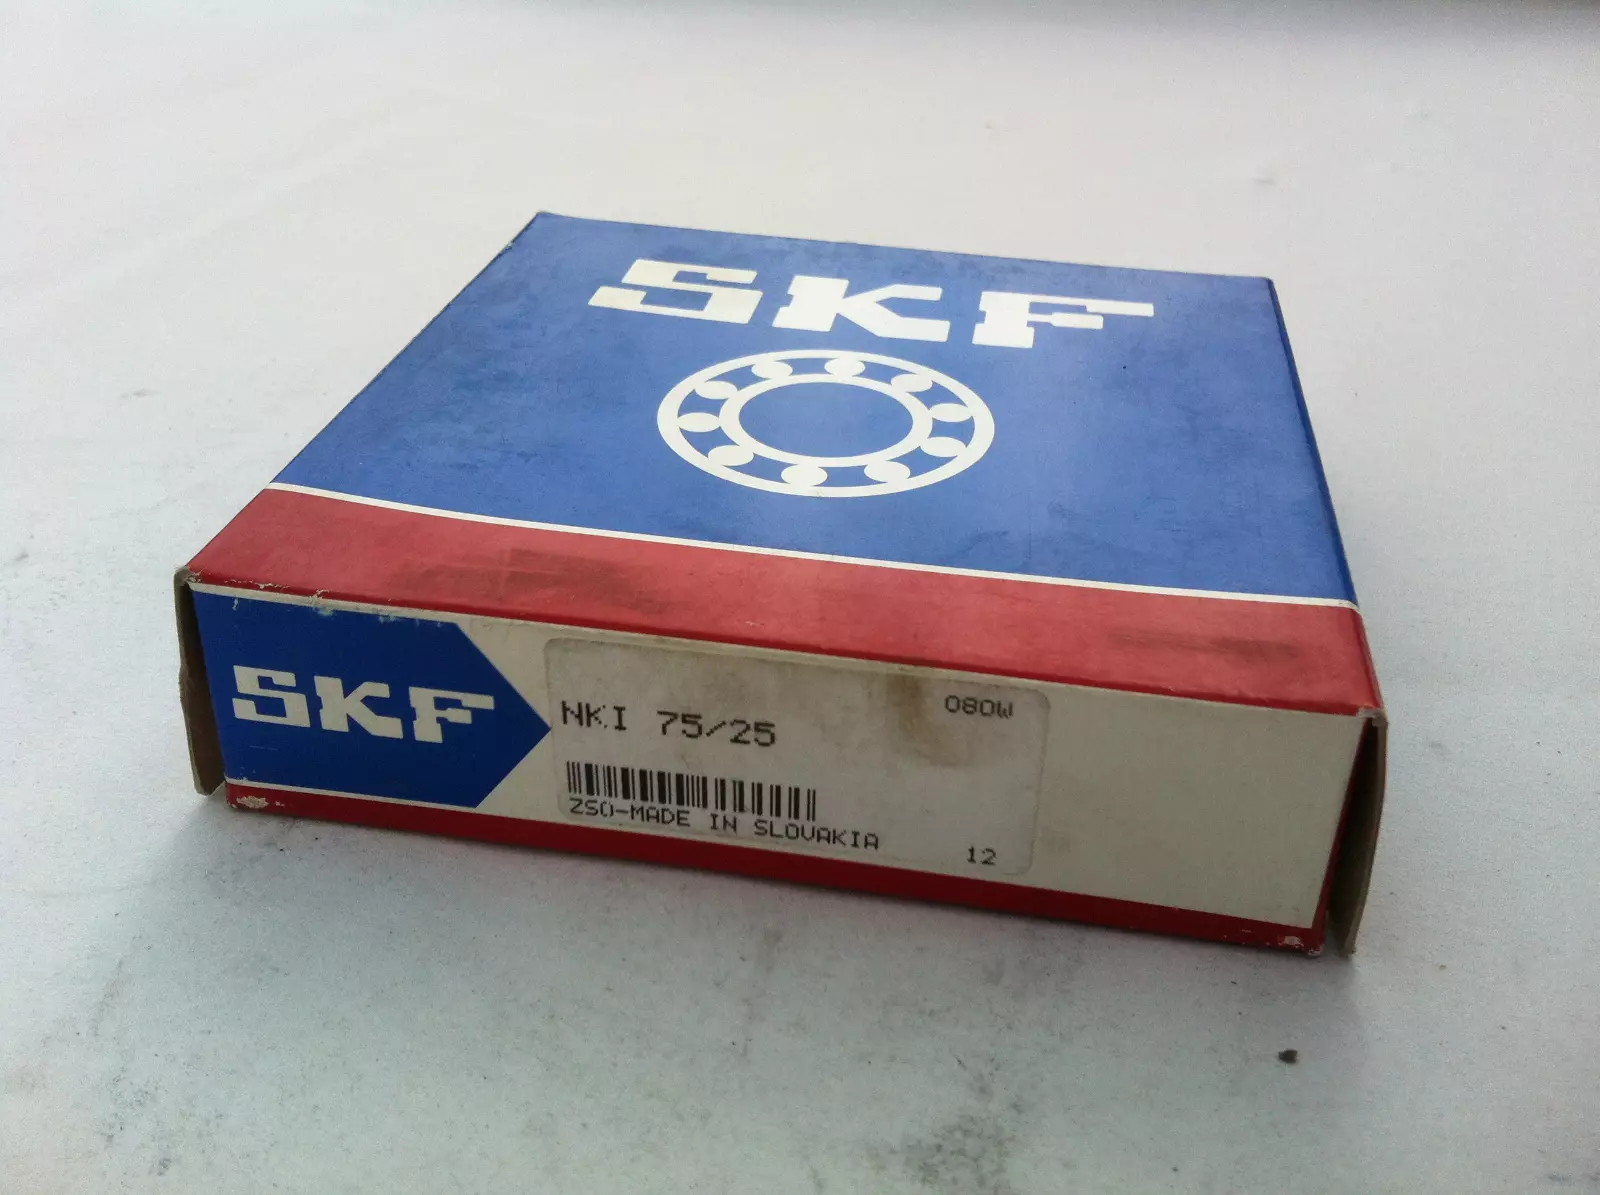 SKF
SKF
NKI 75/25
080W
ZSO-MADE IN SLOVAKIA
12